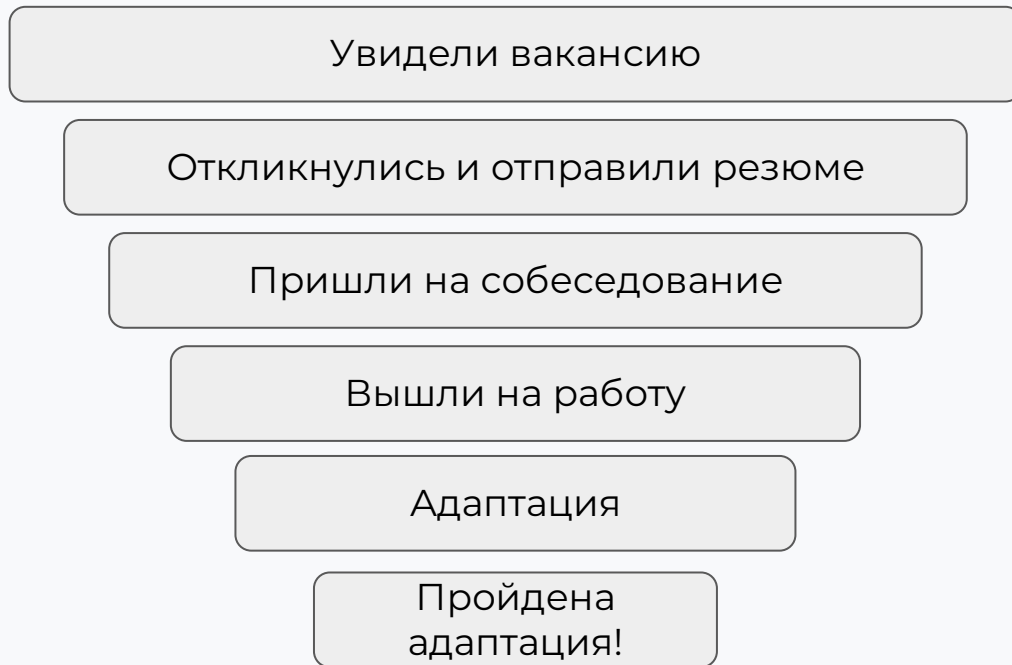 Увидели вакансию
Откликнулись и отправили резюме
Пришли на собеседование
Вышли на работу
Адаптация
Пройдена
адаптация!